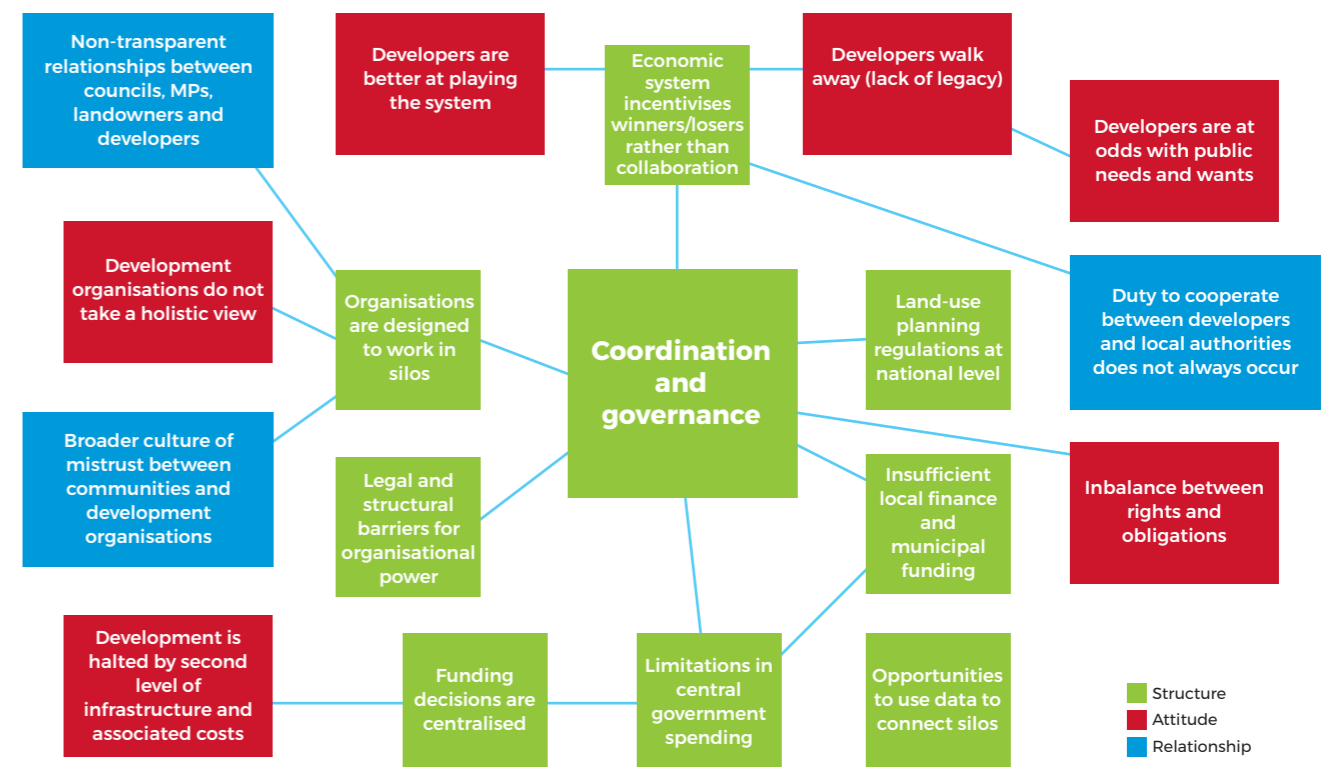 Non-transparent
relationships between
councils, MPs,
landowners and
developers
Developers are
better at playing
the system
Economic
system
incentivises
winners/losers
rather than
collaboration
Developers walk
away (lack of legacy)
Developers are at
odds with public
needs and wants
Development
organisations do not
take a holistic view
Organisations
are designed
to work in
silos
Coordination
and
governance
Land-use
planning
regulations at
national level
Duty to cooperate
between developers
and local authorities
does not always occur
Broader culture of
mistrust between
communities and
development
organisations
Legal and
structural
barriers for
organisational
power
Insufficient
local finance
and
municipal
funding
Inbalance between
rights and
obligations
Development is
halted by second
level of
infrastructure and
associated costs
Funding
decisions are
centralised
Limitations in
central
government
spending
Opportunities
to use data to
connect silos
Structure
Attitude
Relationship